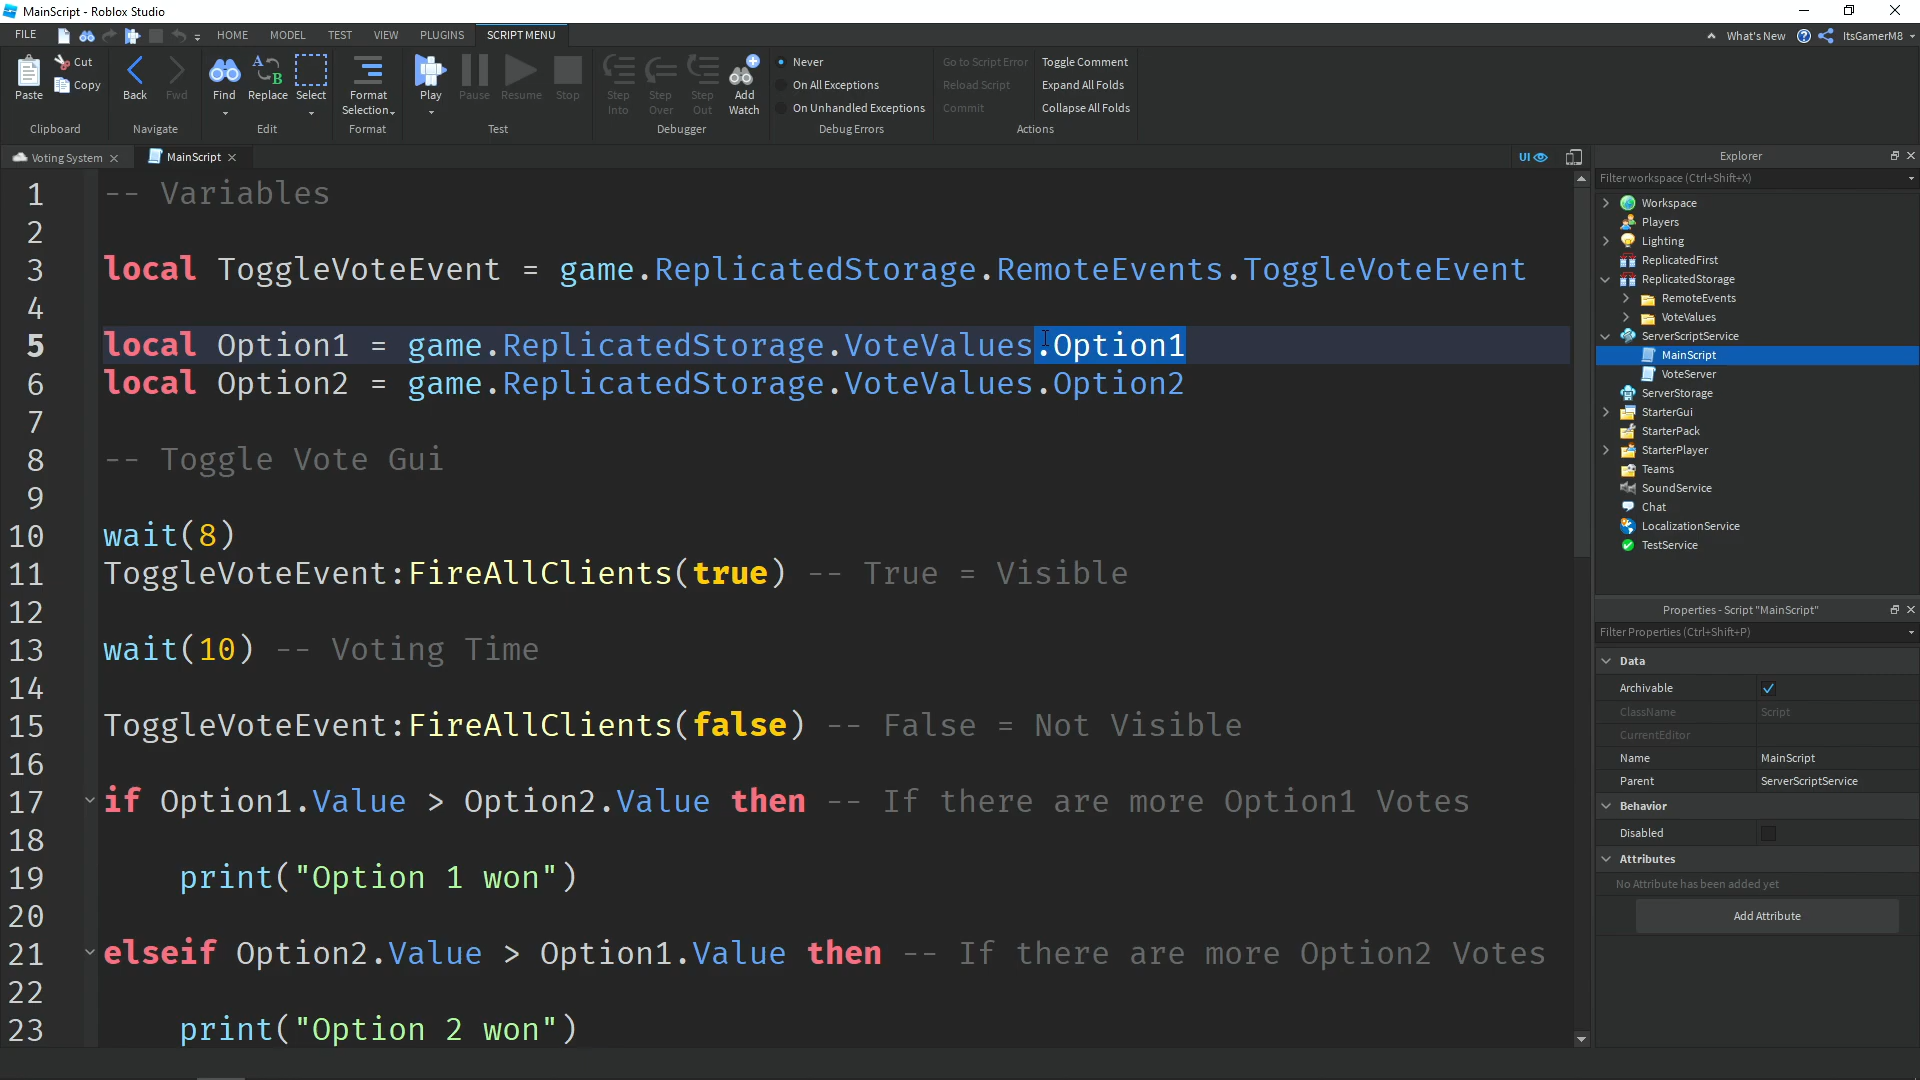 MainScript - Roblox Studio
FILE HOME MODEL TEST VIEW PLUGINS SCRIPT MENU What's New ItsGamerM8
Paste Cut Copy Back Fwd Find Replace Select Format Selection Play Pause Resume Stop Step Into Step Over Step Out Add Watch
Never
On All Exceptions
On Unhandled Exceptions
Go to Script Error
Reload Script
Commit
Toggle Comment
Expand All Folds
Collapse All Folds
Clipboard Navigate Edit Format Test Debugger Debug Errors Actions
Voting System MainScript UI
1 -- Variables
2
3 local ToggleVoteEvent = game.ReplicatedStorage.RemoteEvents.ToggleVoteEvent
4
5 local Option1 = game.ReplicatedStorage.VoteValues.Option1
6 local Option2 = game.ReplicatedStorage.VoteValues.Option2
7
8 -- Toggle Vote Gui
9
10 wait(8)
11 ToggleVoteEvent:FireAllClients(true) -- True = Visible
12
13 wait(10) -- Voting Time
14
15 ToggleVoteEvent:FireAllClients(false) -- False = Not Visible
16
17 if Option1.Value > Option2.Value then -- If there are more Option1 Votes
18
19 print("Option 1 won")
20
21 elseif Option2.Value > Option1.Value then -- If there are more Option2 Votes
22
23 print("Option 2 won")
Explorer
Filter workspace (Ctrl+Shift+X)
Workspace
Players
Lighting
ReplicatedFirst
ReplicatedStorage
RemoteEvents
VoteValues
ServerScriptService
MainScript
VoteServer
ServerStorage
StarterGui
StarterPack
StarterPlayer
Teams
SoundService
Chat
LocalizationService
TestService
Properties - Script "MainScript"
Filter Properties (Ctrl+Shift+P)
Data
Archivable
ClassName Script
CurrentEditor
Name MainScript
Parent ServerScriptService
Behavior
Disabled
Attributes
No Attribute has been added yet
Add Attribute